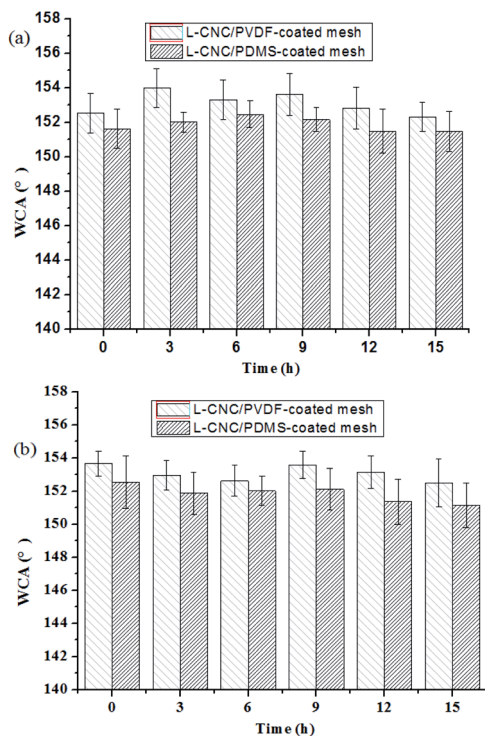 (a)
L-CNC/PVDF-coated mesh
L-CNC/PDMS-coated mesh
158
156
154
152
150
148
146
144
142
140
WCA (°)
0 3 6 9 12 15
Time (h)
(b)
L-CNC/PVDF-coated mesh
L-CNC/PDMS-coated mesh
158
156
154
152
150
148
146
144
142
140
WCA (°)
0 3 6 9 12 15
Time (h)